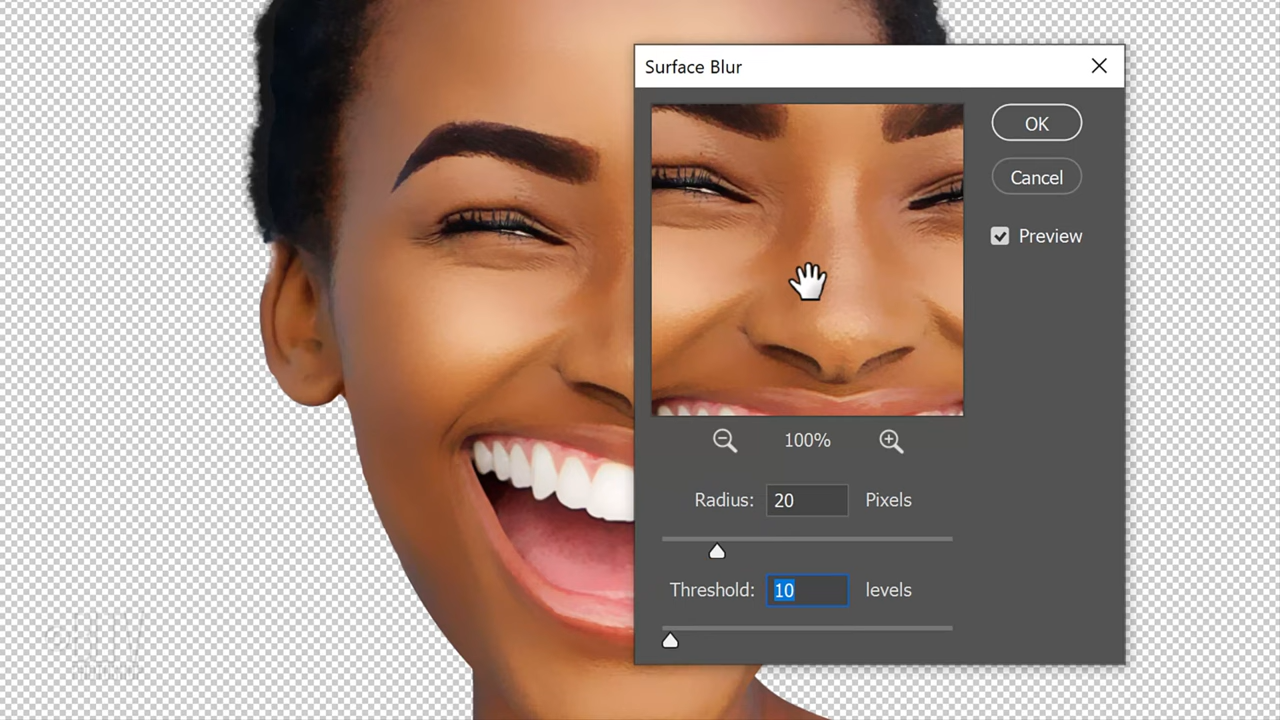 Surface Blur
OK
Cancel
Preview
100%
Radius: 20 Pixels
Threshold: 10 levels